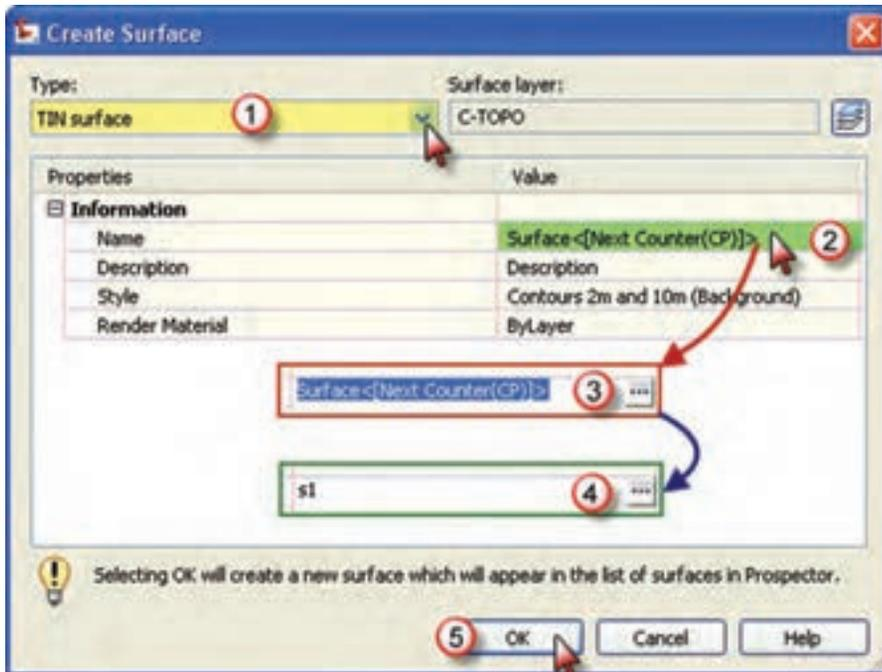 Create Surface
Type: Surface layer:
TIN surface 1 C-TOPO
Properties Value
Information
Name Surface<[Next Counter(CP)]> 2
Description Description
Style Contours 2m and 10m (Background)
Render Material ByLayer
Surface<[Next Counter(CP)]> 3 ...
s1 4 ...
Selecting OK will create a new surface which will appear in the list of surfaces in Prospector.
5 OK Cancel Help